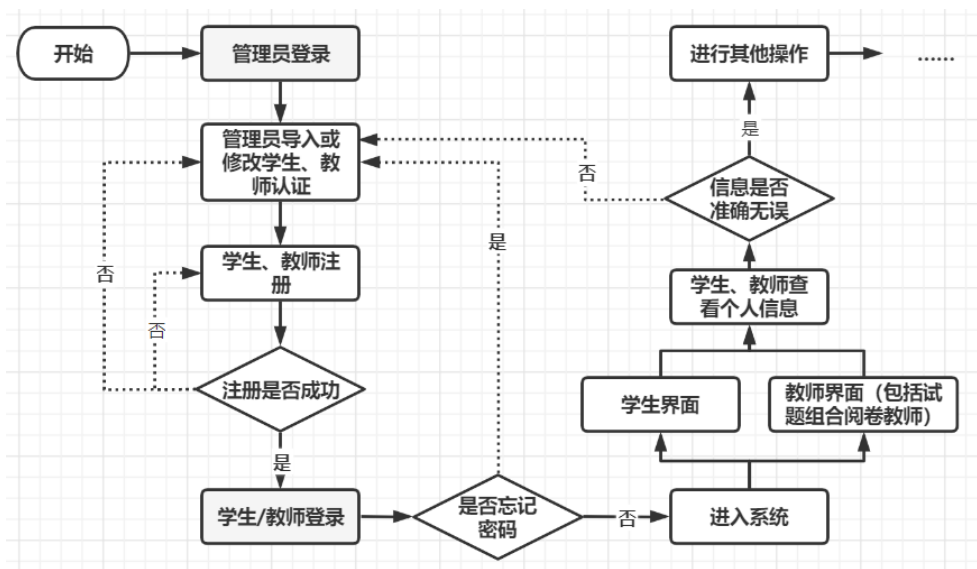 开始
管理员登录
管理员导入或
修改学生、教
师认证
学生、教师注
册
否
否
注册是否成功
是
学生/教师登录
是否忘记
密码
是
否
进入系统
学生界面
教师界面（包括试
题组合阅卷教师）
学生、教师查
看个人信息
信息是否
准确无误
否
是
进行其他操作
......